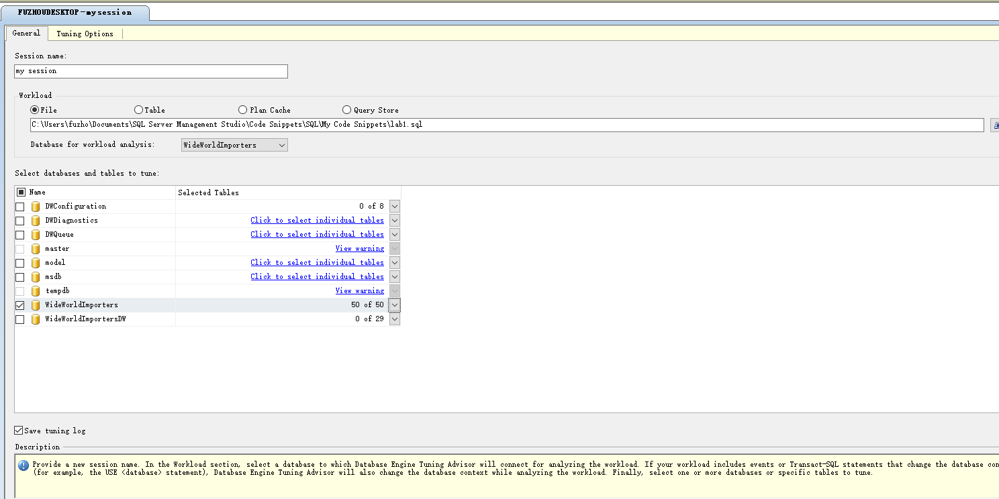 FUZHOUDESKTOP - my session
General Tuning Options
Session name:
my session
Workload
File Table Plan Cache Query Store
C:\Users\fuzho\Documents\SQL Server Management Studio\Code Snippets\SQL\My Code Snippets\lab1.sql
Database for workload analysis: WideWorldImporters
Select databases and tables to tune:
Name Selected Tables
DWConfiguration 0 of 8
DWDiagnostics Click to select individual tables
DWQueue Click to select individual tables
master View warning
model Click to select individual tables
msdb Click to select individual tables
tempdb View warning
WideWorldImporters 50 of 50
WideWorldImportersDW 0 of 29
Save tuning log
Description
Provide a new session name. In the Workload section, select a database to which Database Engine Tuning Advisor will connect for analyzing the workload. If your workload includes events or Transact-SQL statements that change the database con
(for example, the USE <database> statement), Database Engine Tuning Advisor will also change the database context while analyzing the workload. Finally, select one or more databases or specific tables to tune.